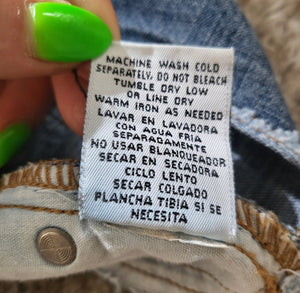 MACHINE WASH COLD
SEPARATELY, DO NOT BLEACH
TUMBLE DRY LOW
OR LINE DRY
WARM IRON AS NEEDED
LAVAR EN LAVADORA
CON AGUA FRIA
SEPARADAMENTE
NO USAR BLANQUEADOR
SECAR EN SECADORA
CICLO LENTO
SECAR COLGADO
PLANCHA TIBIA SI SE
NECESITA